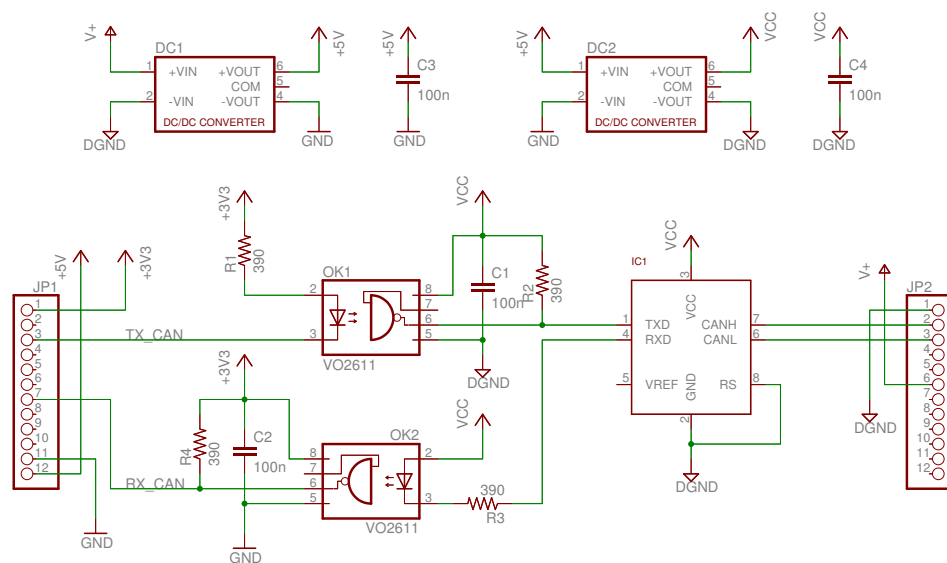 V+
DC1
1 +VIN +VOUT 6
COM 5
2 -VIN -VOUT 4
DC/DC CONVERTER
DGND
+5V
GND
C3
100n
GND
+5V
DC2
1 +VIN +VOUT 6
COM 5
2 -VIN -VOUT 4
DC/DC CONVERTER
GND
VCC
DGND
VCC
C4
100n
DGND
+3V3
R1
390
VCC
OK1
2
3
8
7
6
5
VO2611
C1
100n
R2
390
DGND
VCC
IC1
3
VCC
1 TXD CANH 7
4 RXD CANL 6
5 VREF RS 8
GND
2
DGND
V+
JP2
1
2
3
4
5
6
7
8
9
10
11
12
DGND
+5V
+3V3
JP1
1
2
3
4
5
6
7
8
9
10
11
12
TX_CAN
RX_CAN
GND
+3V3
R4
390
C2
100n
GND
OK2
8
7
6
5
2
3
VO2611
VCC
390
R3